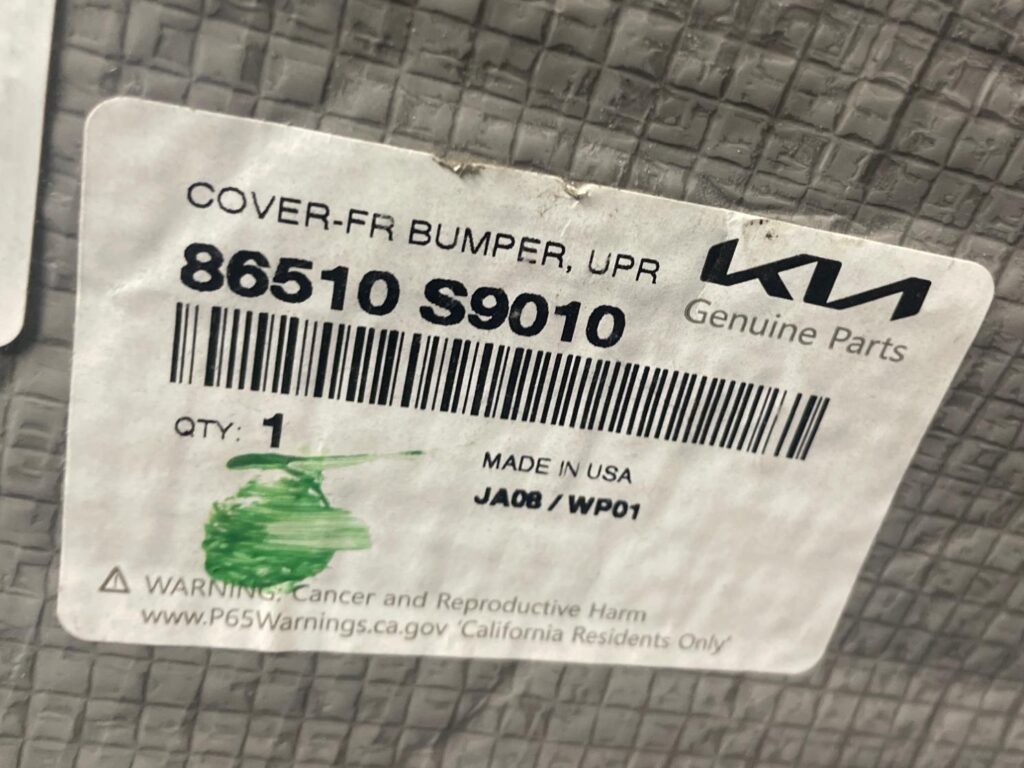 COVER-FR BUMPER, UPR
86510 S9010
KIA
Genuine Parts
QTY: 1
MADE IN USA
JA08 / WP01
WARNING: Cancer and Reproductive Harm
www.P65Warnings.ca.gov 'California Residents Only'